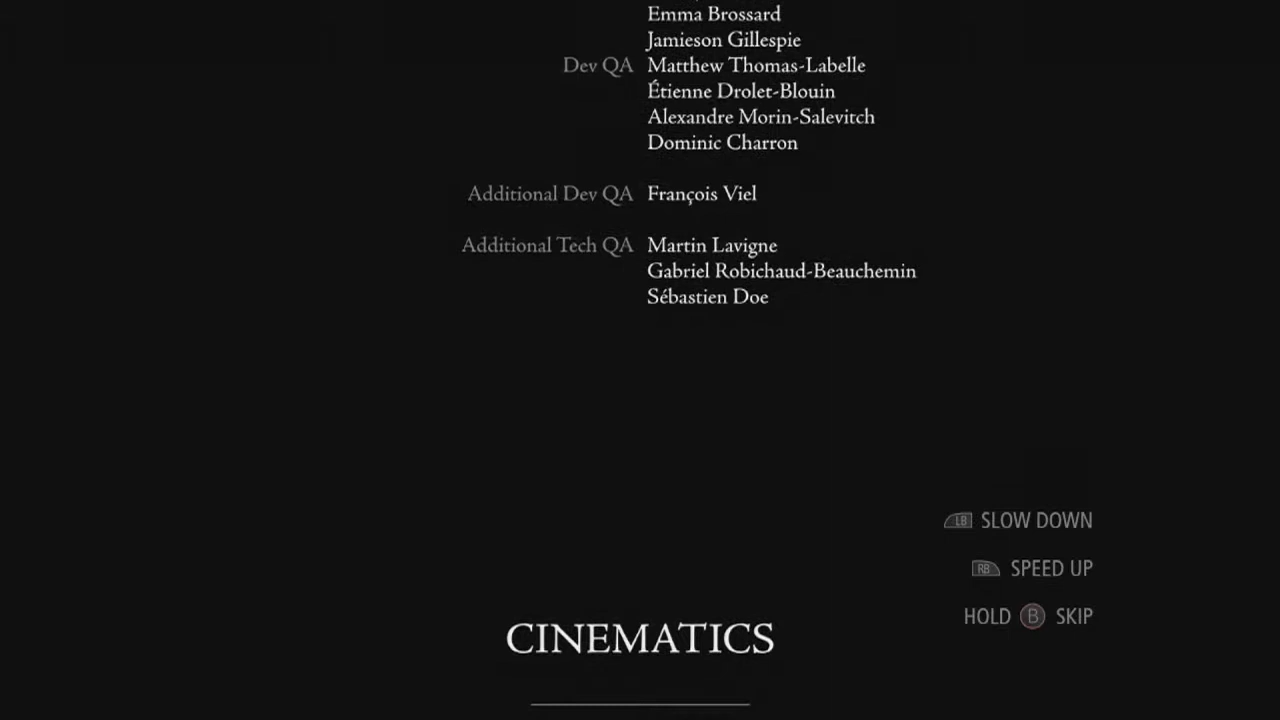 Emma Brossard
Jamieson Gillespie
Dev QA Matthew Thomas-Labelle
Étienne Drolet-Blouin
Alexandre Morin-Salevitch
Dominic Charron
Additional Dev QA François Viel
Additional Tech QA Martin Lavigne
Gabriel Robichaud-Beauchemin
Sébastien Doe
LB SLOW DOWN
RB SPEED UP
HOLD B SKIP
CINEMATICS